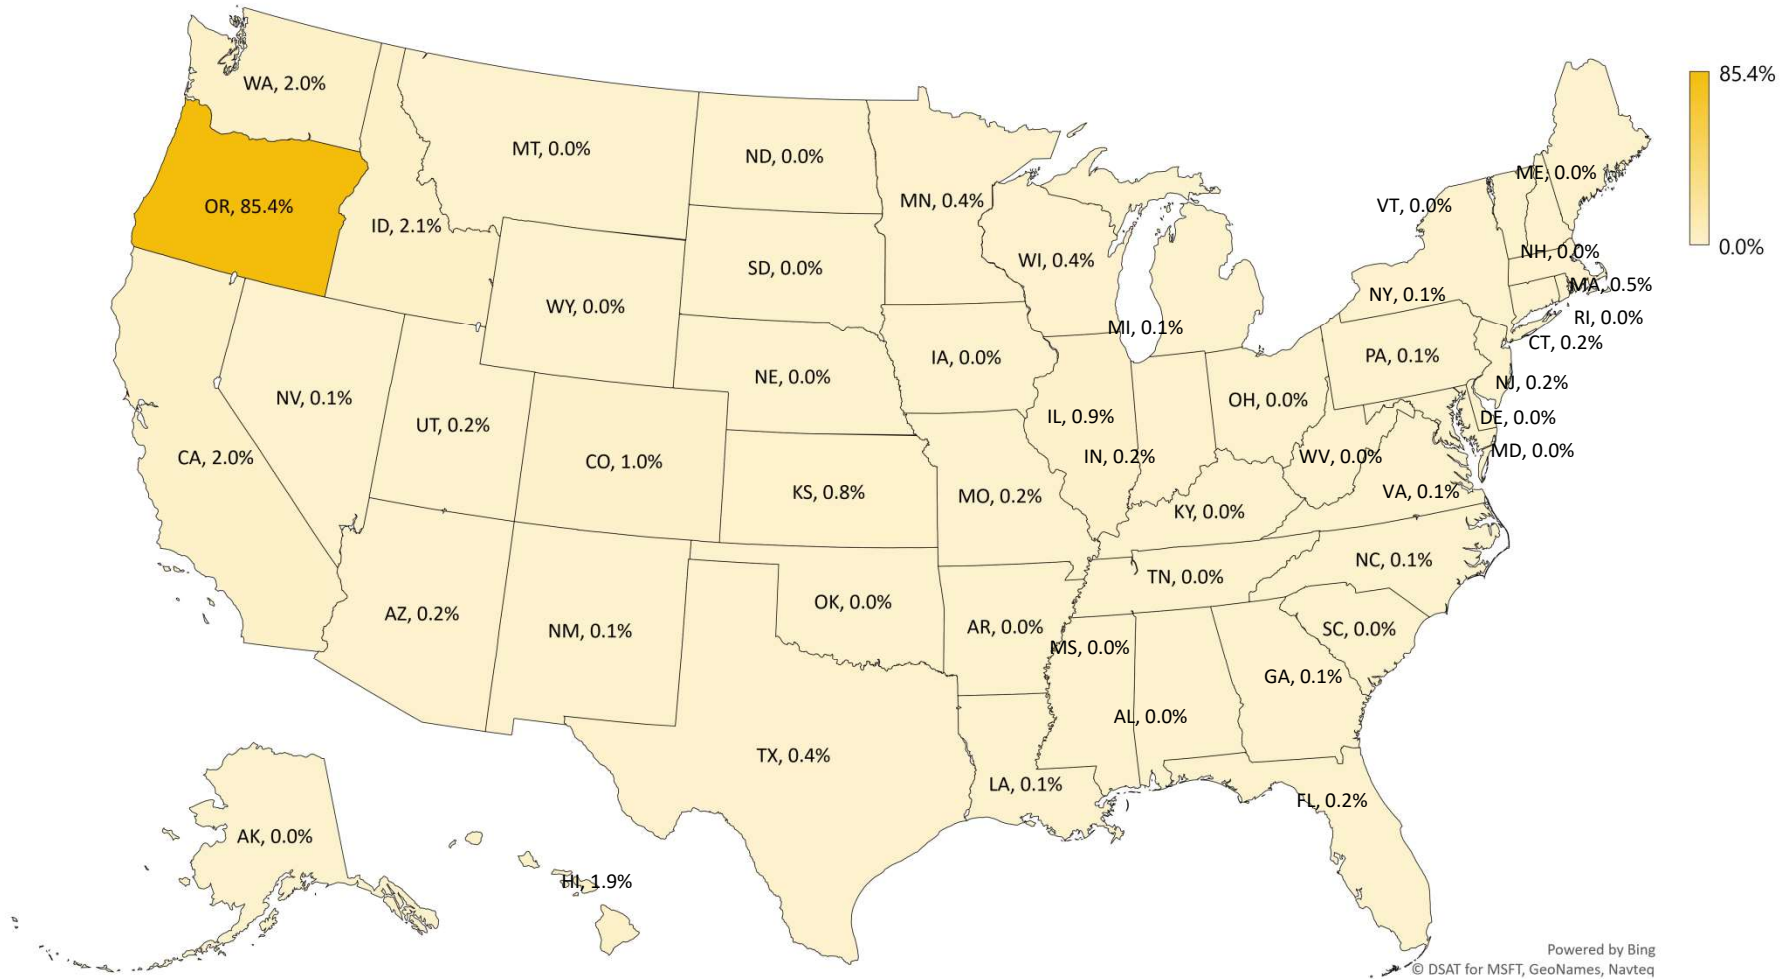 85.4%
0.0%
WA, 2.0%
MT, 0.0%
ND, 0.0%
MN, 0.4%
ME, 0.0%
VT, 0.0%
OR, 85.4%
ID, 2.1%
NH, 0.0%
WI, 0.4%
SD, 0.0%
MA, 0.5%
NY, 0.1%
WY, 0.0%
RI, 0.0%
MI, 0.1%
CT, 0.2%
IA, 0.0%
PA, 0.1%
NE, 0.0%
NJ, 0.2%
NV, 0.1%
OH, 0.0%
IL, 0.9%
DE, 0.0%
UT, 0.2%
MD, 0.0%
CA, 2.0%
CO, 1.0%
IN, 0.2%
WV, 0.0%
KS, 0.8%
MO, 0.2%
VA, 0.1%
KY, 0.0%
NC, 0.1%
TN, 0.0%
OK, 0.0%
AZ, 0.2%
NM, 0.1%
AR, 0.0%
SC, 0.0%
MS, 0.0%
GA, 0.1%
AL, 0.0%
TX, 0.4%
LA, 0.1%
FL, 0.2%
AK, 0.0%
HI, 1.9%
Powered by Bing
© DSAT for MSFT, GeoNames, Navteq